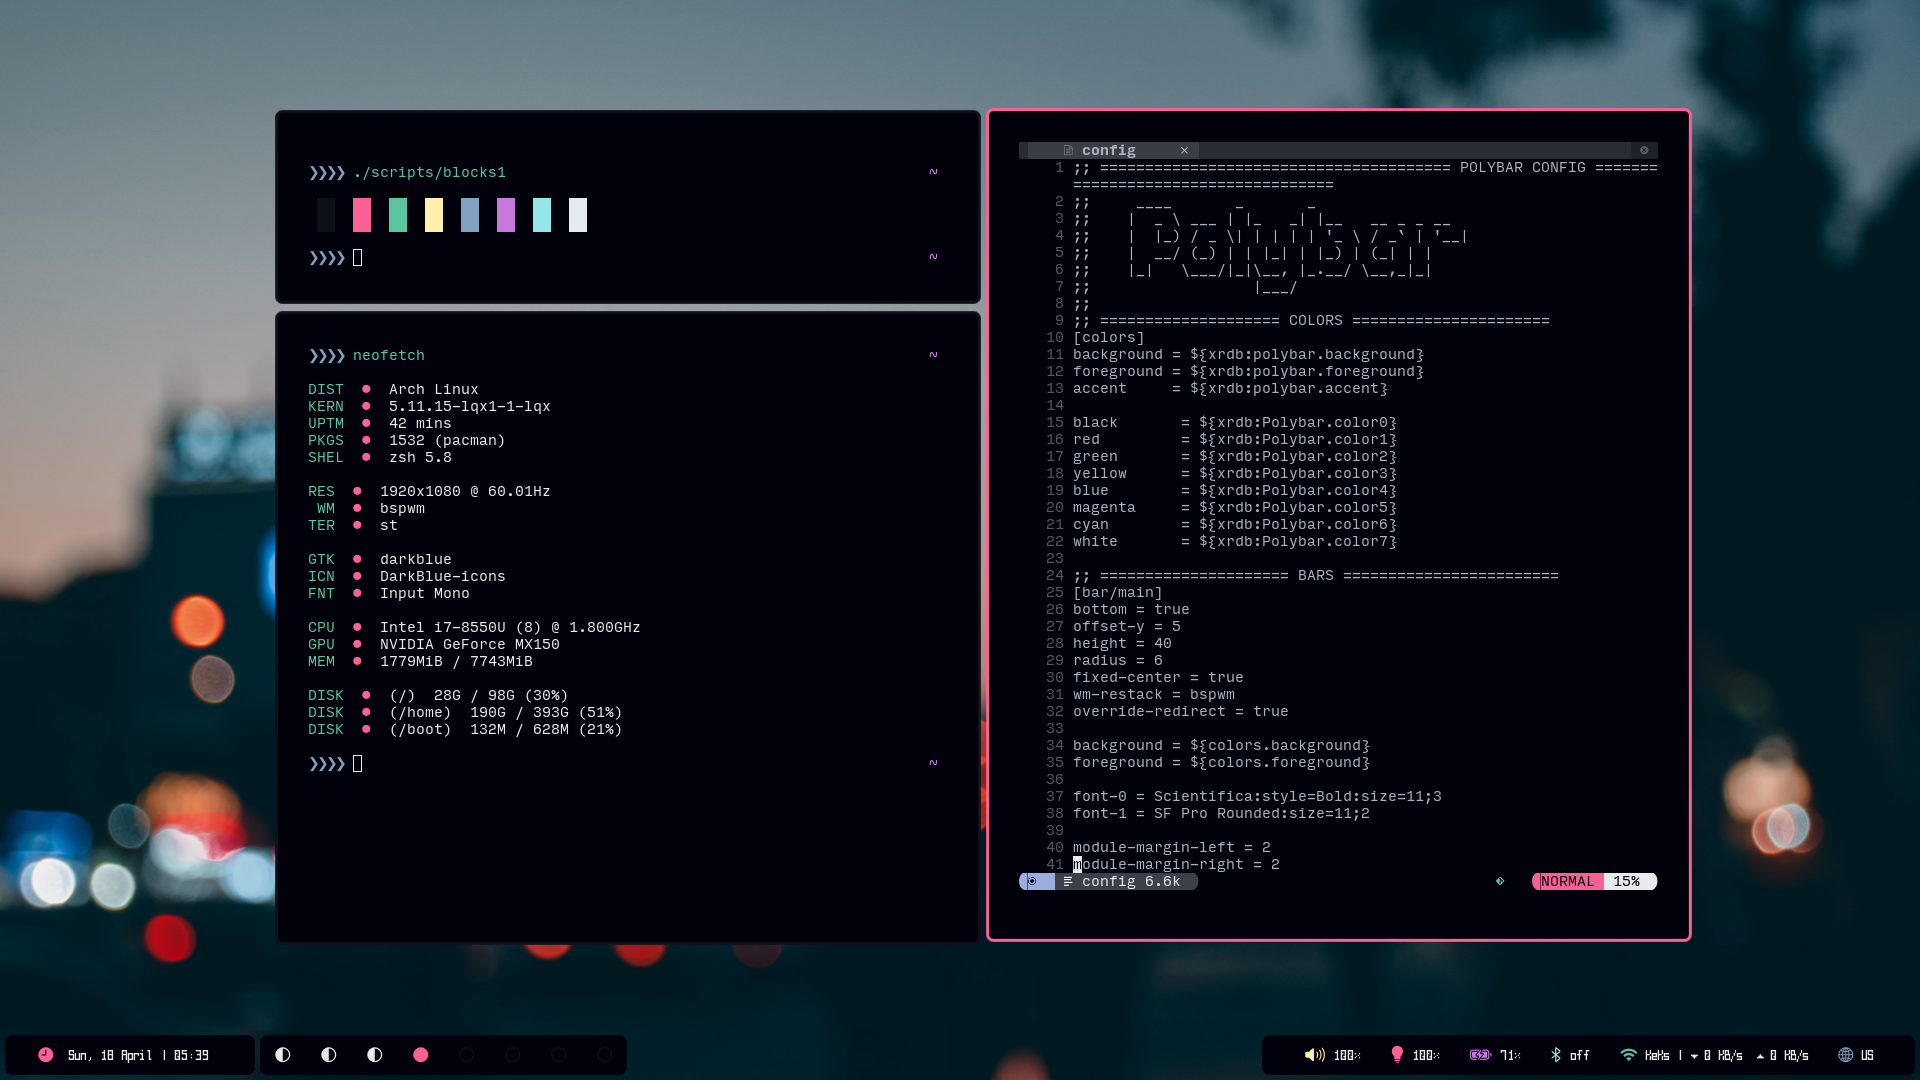 ❯❯❯❯ ./scripts/blocks1 ~
❯❯❯❯ ~
❯❯❯❯ neofetch ~
DIST ● Arch Linux
KERN ● 5.11.15-lqx1-1-lqx
UPTM ● 42 mins
PKGS ● 1532 (pacman)
SHEL ● zsh 5.8
RES ● 1920x1080 @ 60.01Hz
WM ● bspwm
TER ● st
GTK ● darkblue
ICN ● DarkBlue-icons
FNT ● Input Mono
CPU ● Intel i7-8550U (8) @ 1.800GHz
GPU ● NVIDIA GeForce MX150
MEM ● 1779MiB / 7743MiB
DISK ● (/) 28G / 98G (30%)
DISK ● (/home) 190G / 393G (51%)
DISK ● (/boot) 132M / 628M (21%)
❯❯❯❯ ~
config ×
1 ;; ======================================= POLYBAR CONFIG =======
=============================
2 ;;     ____       _       _
3 ;;    |  _ \ ___ | |_   _| |__   __ _ _ __
4 ;;    |  |_) / _ \| | | | | '_ \ / _` | '__|
5 ;;    |  __/ (_) | | |_| | |_) | (_| | |
6 ;;    |_|   \___/|_|\__, |_.__/ \__,_|_|
7 ;;                  |___/
8 ;;
9 ;; ==================== COLORS ======================
10 [colors]
11 background = ${xrdb:polybar.background}
12 foreground = ${xrdb:polybar.foreground}
13 accent     = ${xrdb:polybar.accent}
14
15 black       = ${xrdb:Polybar.color0}
16 red         = ${xrdb:Polybar.color1}
17 green       = ${xrdb:Polybar.color2}
18 yellow      = ${xrdb:Polybar.color3}
19 blue        = ${xrdb:Polybar.color4}
20 magenta     = ${xrdb:Polybar.color5}
21 cyan        = ${xrdb:Polybar.color6}
22 white       = ${xrdb:Polybar.color7}
23
24 ;; ===================== BARS ========================
25 [bar/main]
26 bottom = true
27 offset-y = 5
28 height = 40
29 radius = 6
30 fixed-center = true
31 wm-restack = bspwm
32 override-redirect = true
33
34 background = ${colors.background}
35 foreground = ${colors.foreground}
36
37 font-0 = Scientifica:style=Bold:size=11;3
38 font-1 = SF Pro Rounded:size=11;2
39
40 module-margin-left = 2
41 module-margin-right = 2
config 6.6k NORMAL 15%
Sun, 18 April | 05:39
100% 100% 71% off KeKs | 0 KB/s 0 KB/s US